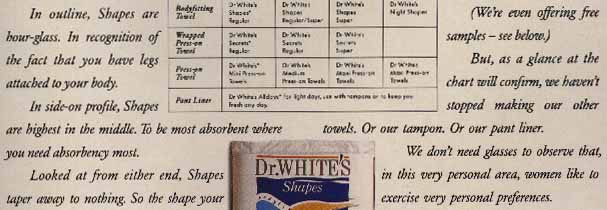 In outline, Shapes are
hour-glass. In recognition of
the fact that you have legs
attached to your body.
In side-on profile, Shapes
are highest in the middle. To be most absorbent where
you need absorbency most.
Looked at from either end, Shapes
taper away to nothing. So the shape your
Bodyfitting Towel
Dr White's Shapes® Regular
Dr White's Shapes Regular/Super
Dr White's Shapes Super
Dr White's Night Shapes
Wrapped Press-on Towel
Dr White's Secrets® Regular
Dr White's Secrets Regular
Dr White's Secrets Super
Press-on Towel
Dr White's® Mini Press-on Towels
Dr White's Medium Press-on Towels
Dr White's Maxi Press-on Towels
Dr White's Maxi Press-on Towels
Pant Liner
Dr White's Alldays® for light days, use with tampons or to keep you fresh any day.
Dr. WHITE'S
Shapes
(We're even offering free
samples – see below.)
But, as a glance at the
chart will confirm, we haven't
stopped making our other
towels. Or our tampon. Or our pant liner.
We don't need glasses to observe that,
in this very personal area, women like to
exercise very personal preferences.